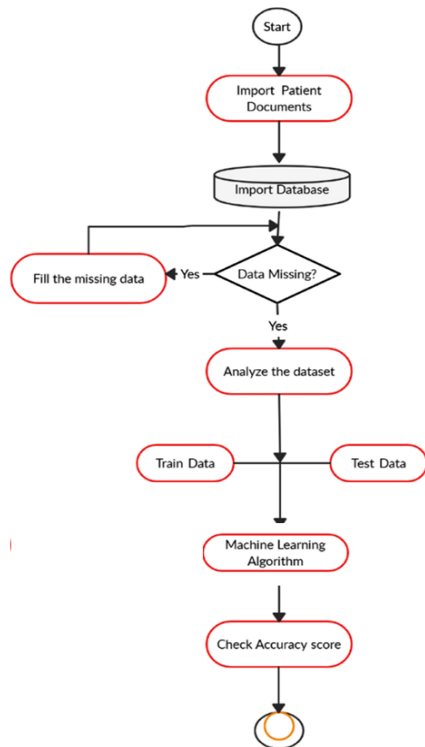 Start
Import Patient
Documents
Import Database
Data Missing?
Yes
Fill the missing data
Yes
Analyze the dataset
Train Data
Test Data
Machine Learning
Algorithm
Check Accuracy score